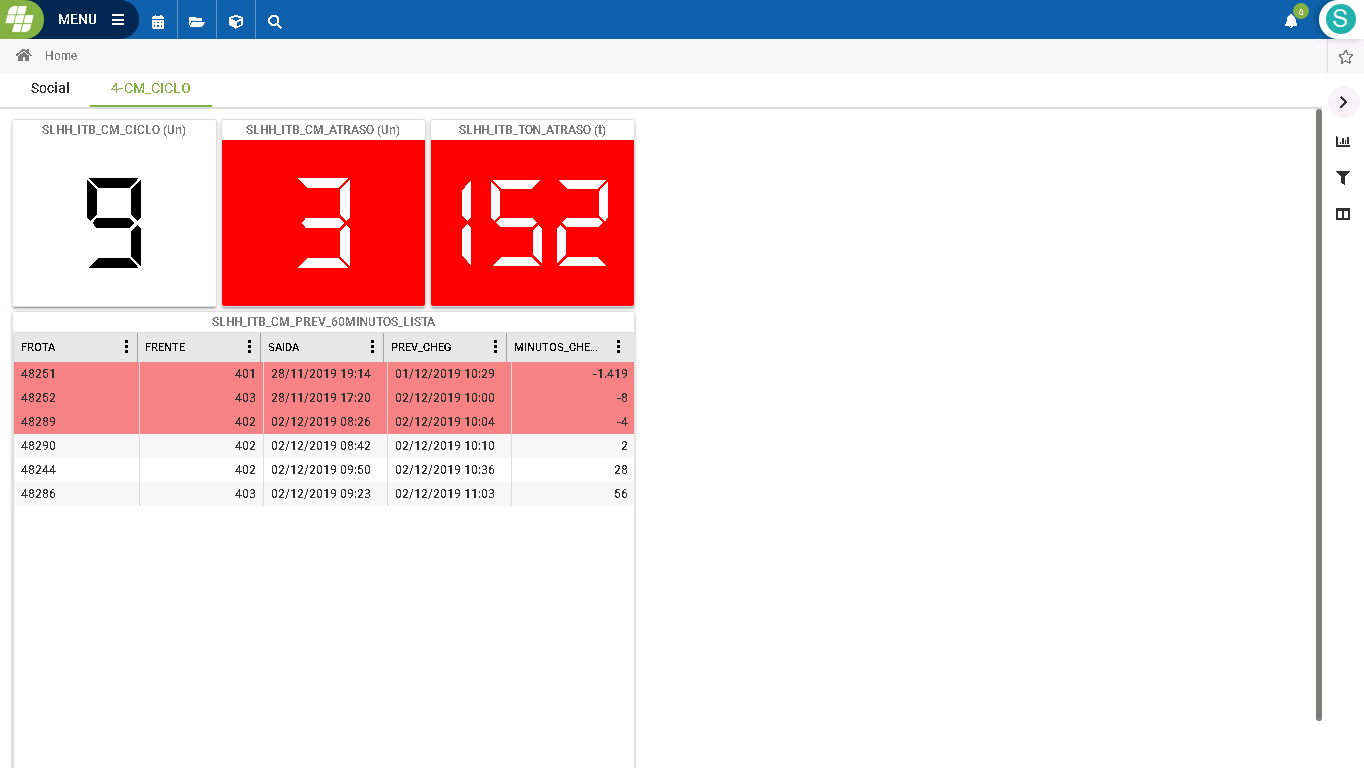 MENU
0
S
Home
Social 4-CM_CICLO
SLHH_ITB_CM_CICLO (Un) SLHH_ITB_CM_ATRASO (Un) SLHH_ITB_TON_ATRASO (t)
9 3 152
SLHH_ITB_CM_PREV_60MINUTOS_LISTA
FROTA FRENTE SAIDA PREV_CHEG MINUTOS_CHE...
48251 401 28/11/2019 19:14 01/12/2019 10:29 -1.419
48252 403 28/11/2019 17:20 02/12/2019 10:00 -8
48289 402 02/12/2019 08:26 02/12/2019 10:04 -4
48290 402 02/12/2019 08:42 02/12/2019 10:10 2
48244 402 02/12/2019 09:50 02/12/2019 10:36 28
48286 403 02/12/2019 09:23 02/12/2019 11:03 56